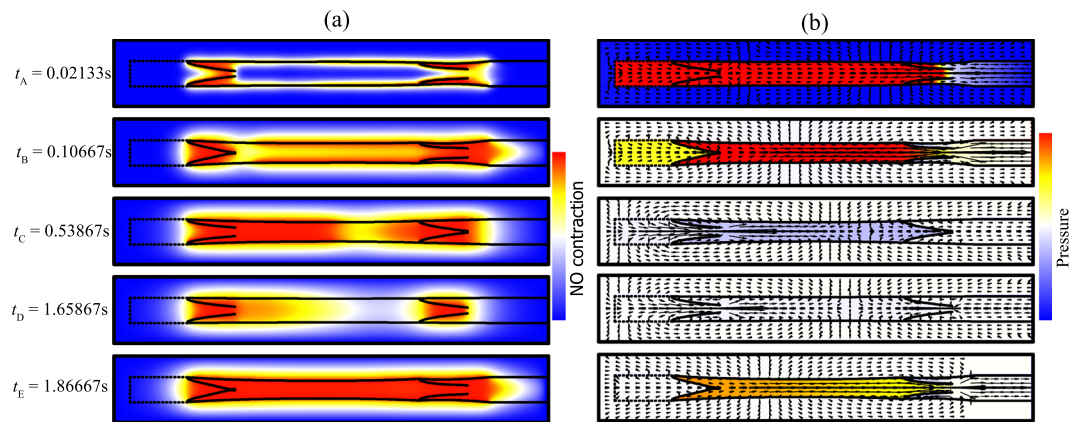 (a)
(b)
t_A = 0.02133s
t_B = 0.10667s
t_C = 0.53867s
t_D = 1.65867s
t_E = 1.86667s
NO contraction
Pressure